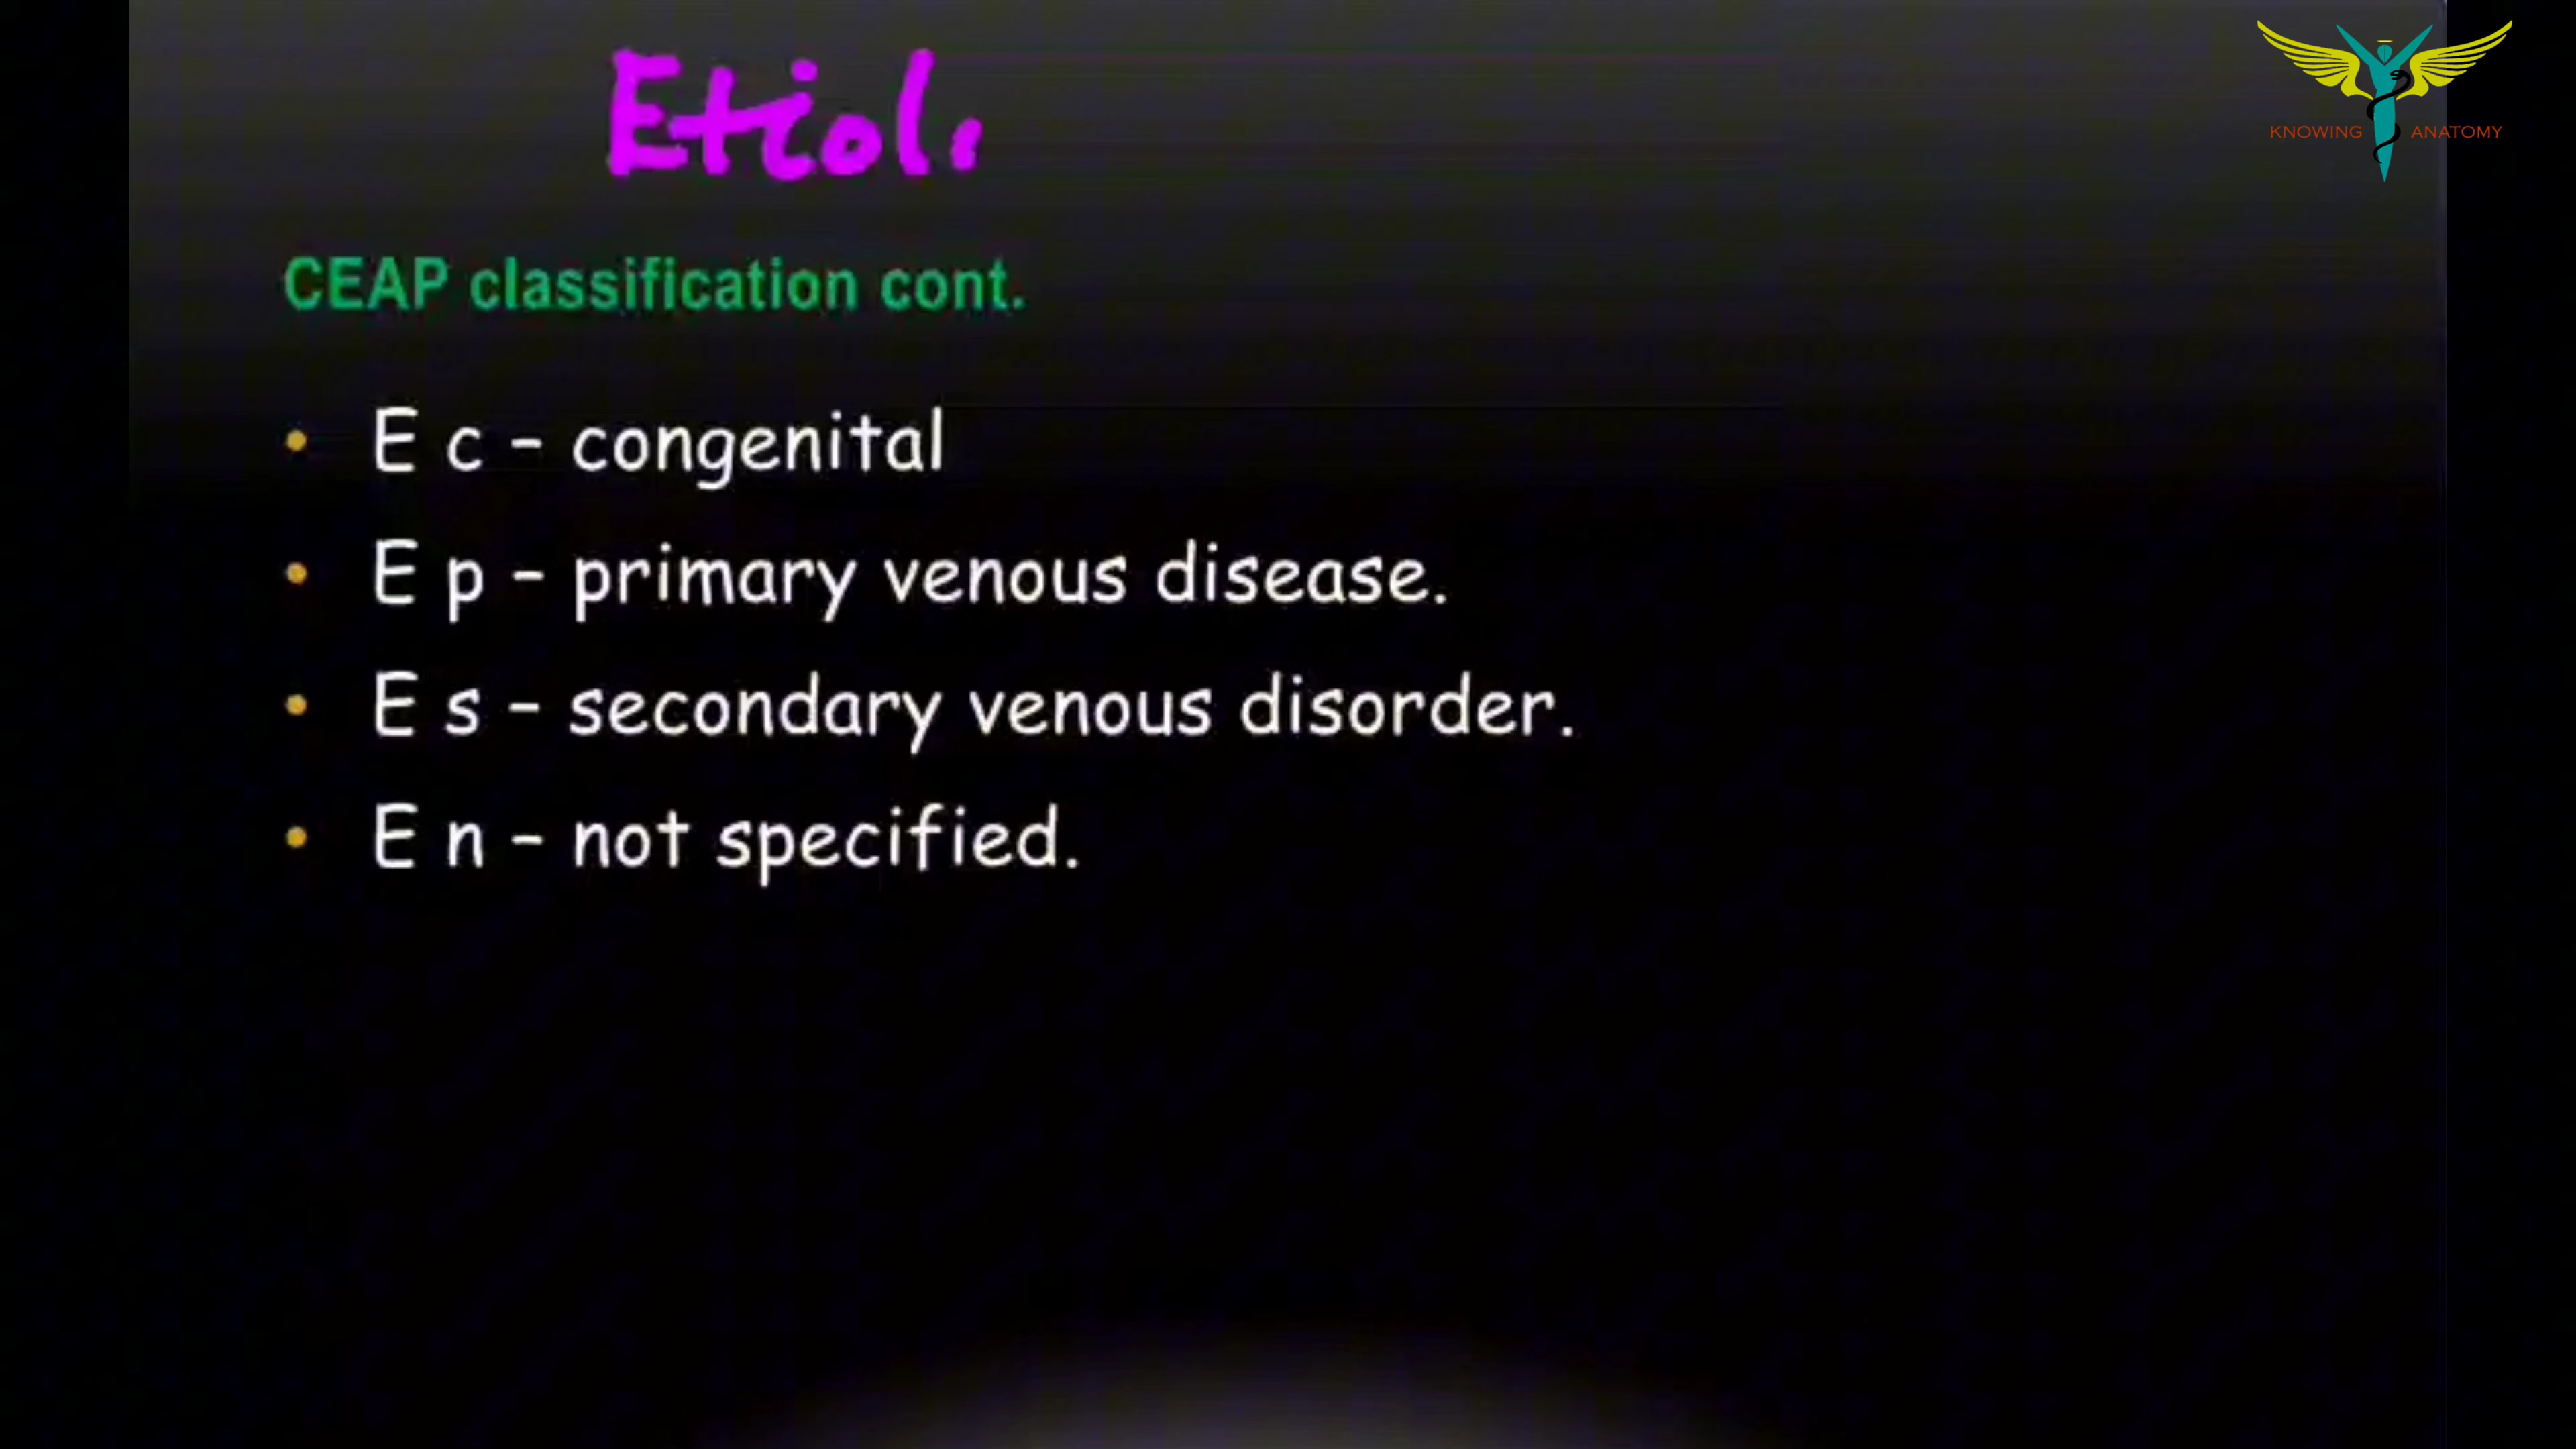 Etiol.
KNOWING ANATOMY
CEAP classification cont.
• E c – congenital
• E p – primary venous disease.
• E s – secondary venous disorder.
• E n – not specified.